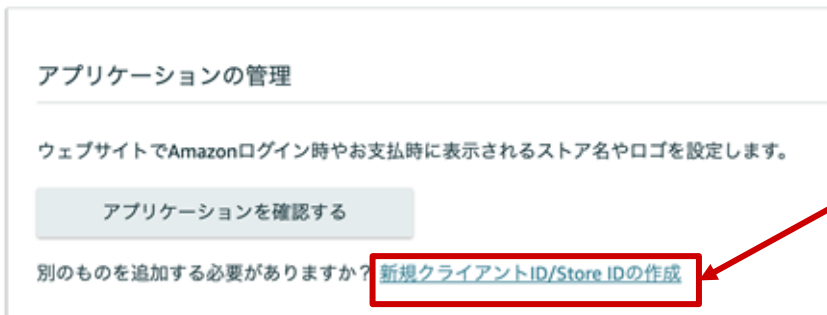 アプリケーションの管理
ウェブサイトでAmazonログイン時やお支払時に表示されるストア名やロゴを設定します。
アプリケーションを確認する
別のものを追加する必要がありますか？新規クライアントID/Store IDの作成